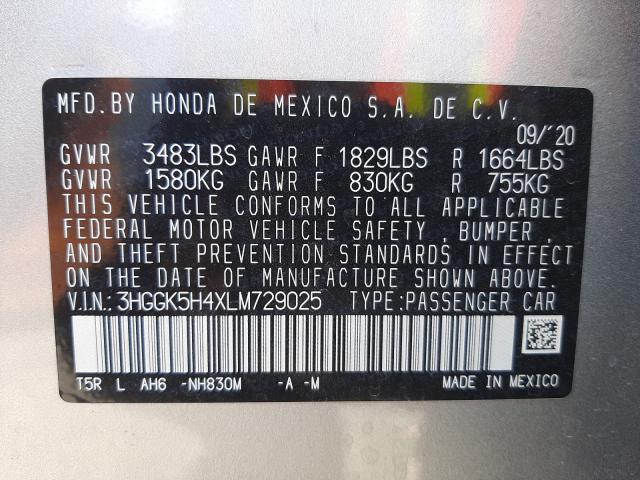 MFD.BY HONDA DE MEXICO S.A. DE C.V.
09/'20
GVWR 3483LBS GAWR F 1829LBS R 1664LBS
GVWR 1580KG GAWR F 830KG R 755KG
THIS VEHICLE CONFORMS TO ALL APPLICABLE
FEDERAL MOTOR VEHICLE SAFETY , BUMPER ,
AND THEFT PREVENTION STANDARDS IN EFFECT
ON THE DATE OF MANUFACTURE SHOWN ABOVE.
V.I.N.: 3HGGK5H4XLM729025 TYPE:PASSENGER CAR
T5R L AH6 -NH830M -A -M MADE IN MEXICO